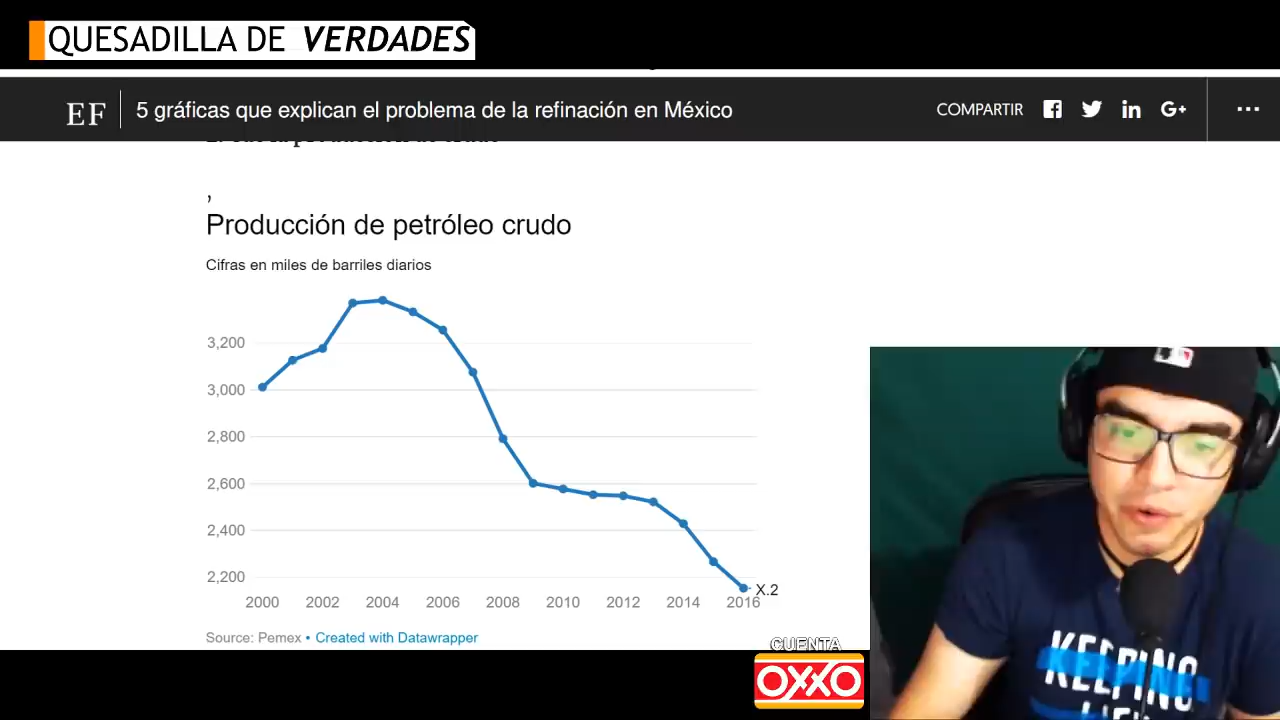 QUESADILLA DE VERDADES
EF
5 gráficas que explican el problema de la refinación en México
COMPARTIR
G+
,
Producción de petróleo crudo
Cifras en miles de barriles diarios
3,200
3,000
2,800
2,600
2,400
2,200
X.2
2000 2002 2004 2006 2008 2010 2012 2014 2016
Source: Pemex • Created with Datawrapper
CUENTA
OXXO
KEEPING